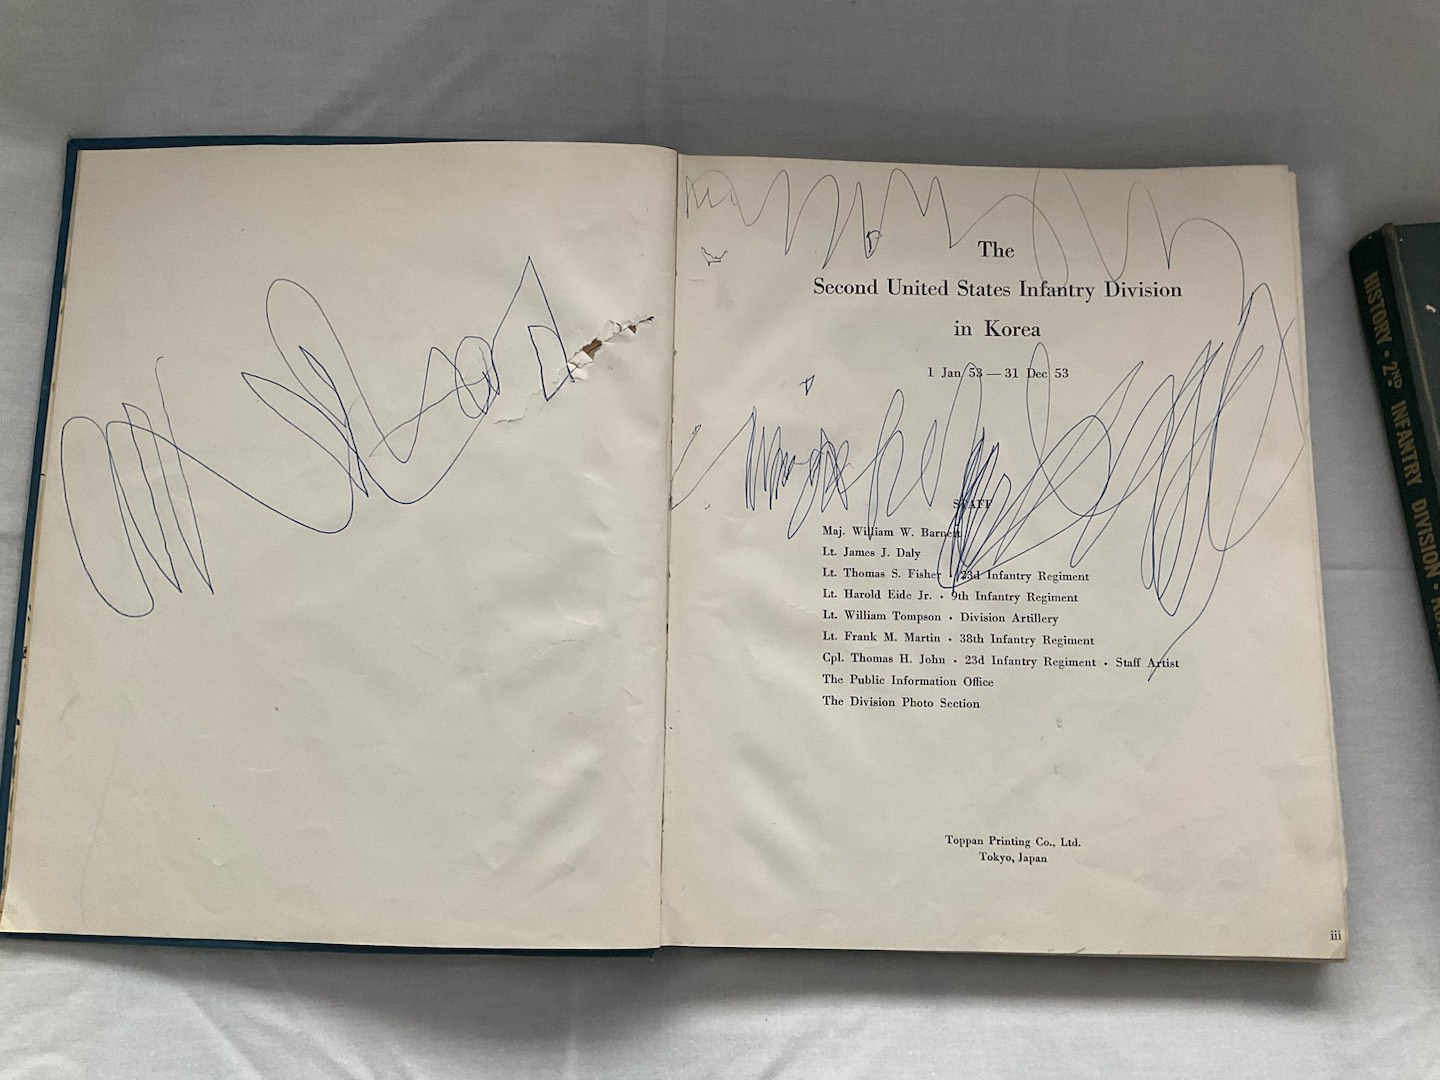 The
Second United States Infantry Division
in Korea
1 Jan 53 — 31 Dec 53
STAFF
Maj. William W. Barnett
Lt. James J. Daly
Lt. Thomas S. Fisher • 23d Infantry Regiment
Lt. Harold Eide Jr. • 9th Infantry Regiment
Lt. William Tompson • Division Artillery
Lt. Frank M. Martin • 38th Infantry Regiment
Cpl. Thomas H. John • 23d Infantry Regiment • Staff Artist
The Public Information Office
The Division Photo Section
Toppan Printing Co., Ltd.
Tokyo, Japan
iii
HISTORY • 2ND INFANTRY DIVISION •